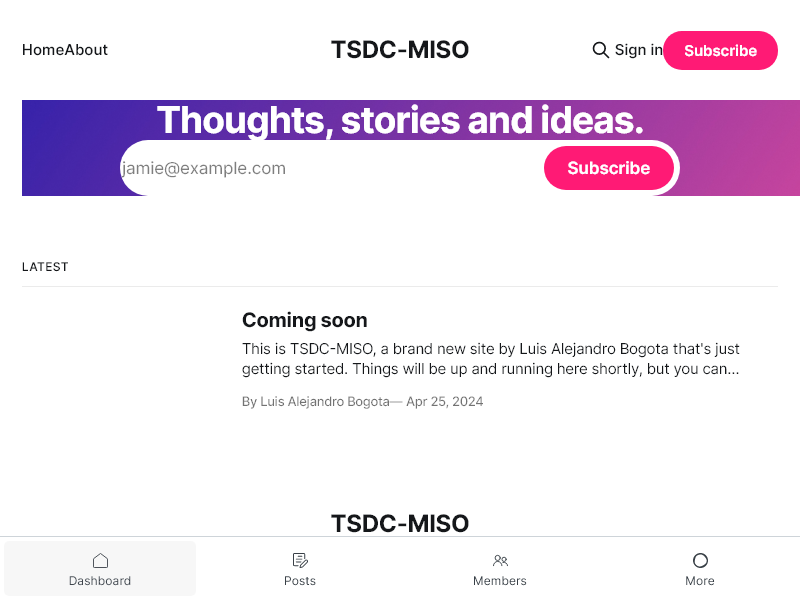 HomeAbout
TSDC-MISO
Sign in
Subscribe
Thoughts, stories and ideas.
jamie@example.com
Subscribe
LATEST
Coming soon
This is TSDC-MISO, a brand new site by Luis Alejandro Bogota that's just
getting started. Things will be up and running here shortly, but you can…
By Luis Alejandro Bogota— Apr 25, 2024
TSDC-MISO
Dashboard
Posts
Members
More